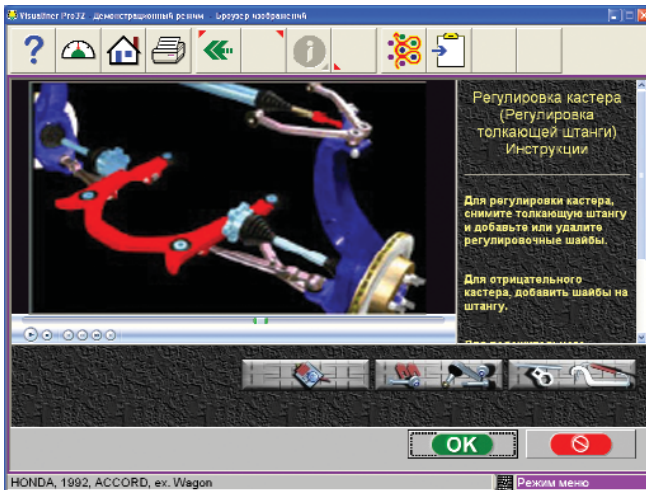 Visualiner Pro32 Демонстрационный режим - Броузер изображений
?
i
Регулировка кастера
(Регулировка
толкающей штанги)
Инструкции
Для регулировки кастера,
снимите толкающую штангу
и добавьте или удалите
регулировочные шайбы.
Для отрицательного
кастера, добавить шайбы на
штангу.
OK
HONDA, 1992, ACCORD, ex. Wagon
Режим меню